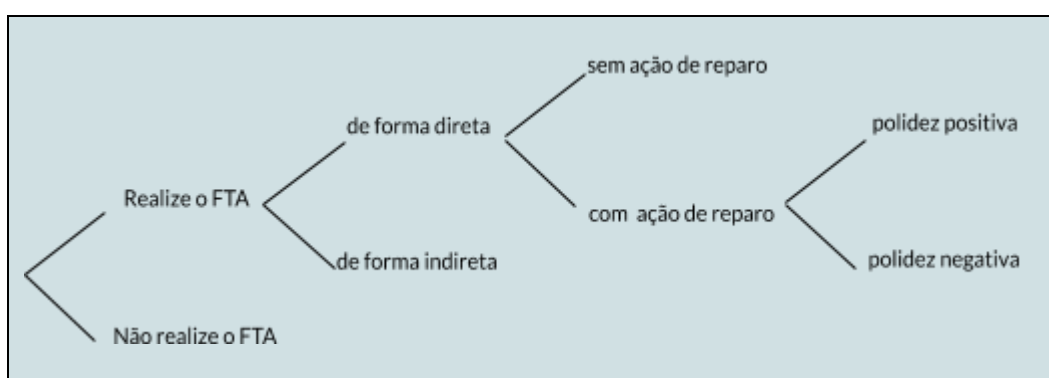 sem ação de reparo
polidez positiva
de forma direta
Realize o FTA
com ação de reparo
polidez negativa
de forma indireta
Não realize o FTA